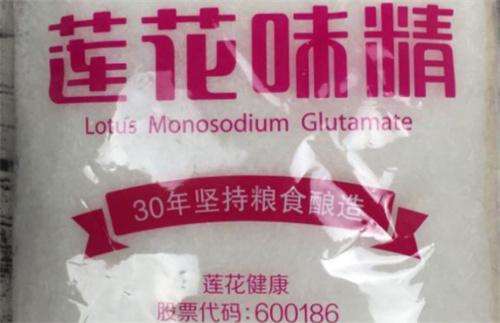 莲花味精
Lotus Monosodium Glutamate
30年坚持粮食酿造
莲花健康
股票代码:600186